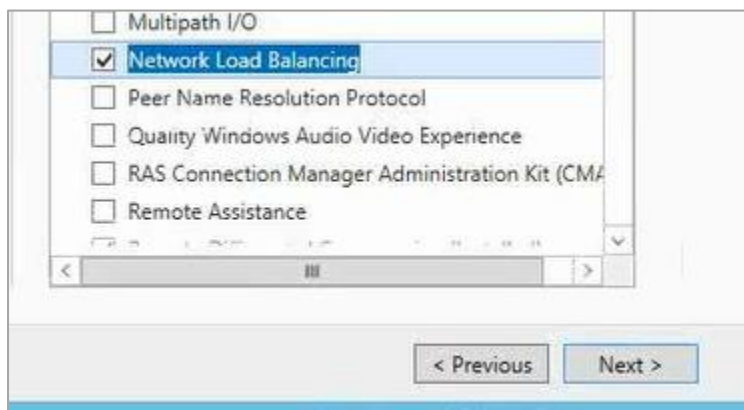 Multipath I/O
Network Load Balancing
Peer Name Resolution Protocol
Quality Windows Audio Video Experience
RAS Connection Manager Administration Kit (CMA
Remote Assistance
< Previous Next >